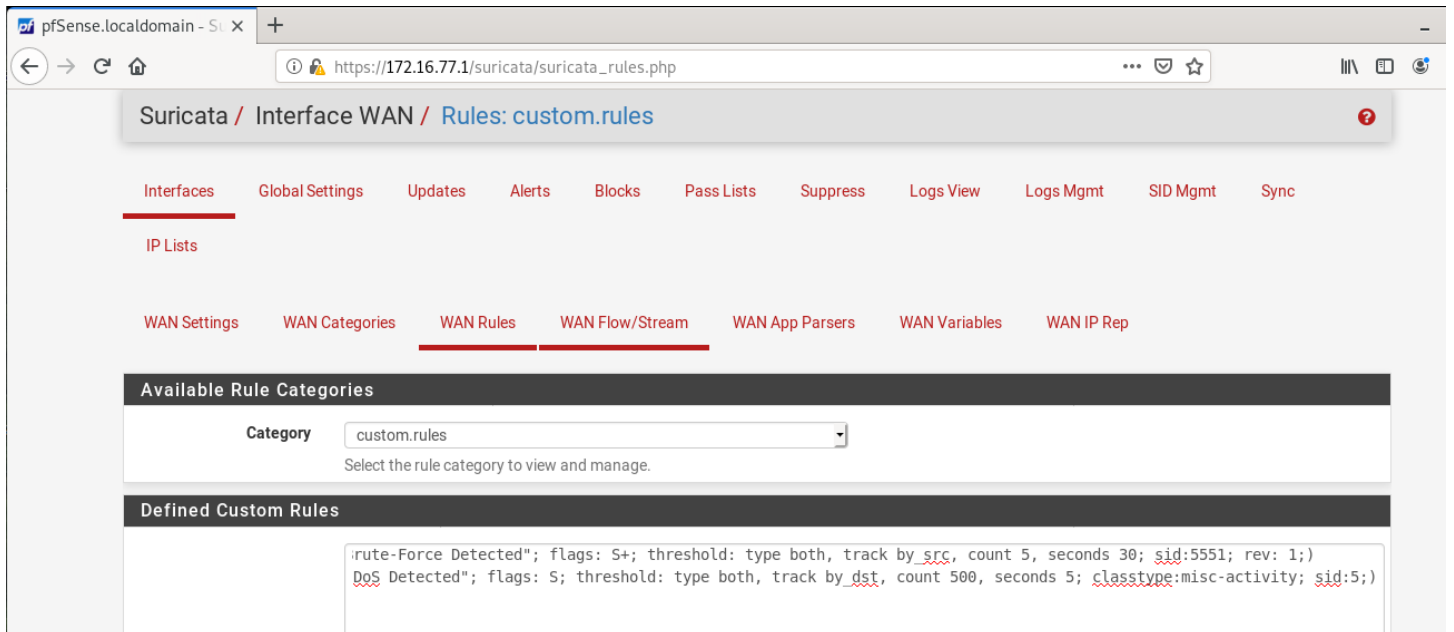 pfSense.localdomain - Su
https://172.16.77.1/suricata/suricata_rules.php
Suricata / Interface WAN / Rules: custom.rules
Interfaces Global Settings Updates Alerts Blocks Pass Lists Suppress Logs View Logs Mgmt SID Mgmt Sync
IP Lists
WAN Settings WAN Categories WAN Rules WAN Flow/Stream WAN App Parsers WAN Variables WAN IP Rep
Available Rule Categories
Category custom.rules
Select the rule category to view and manage.
Defined Custom Rules
rute-Force Detected"; flags: S+; threshold: type both, track by_src, count 5, seconds 30; sid:5551; rev: 1;)
DoS Detected"; flags: S; threshold: type both, track by_dst, count 500, seconds 5; classtype:misc-activity; sid:5;)